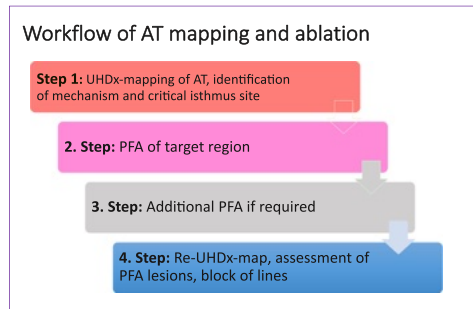 Workflow of AT mapping and ablation
Step 1: UHDx-mapping of AT, identification
of mechanism and critical isthmus site
2. Step: PFA of target region
3. Step: Additional PFA if required
4. Step: Re-UHDx-map, assessment of
PFA lesions, block of lines